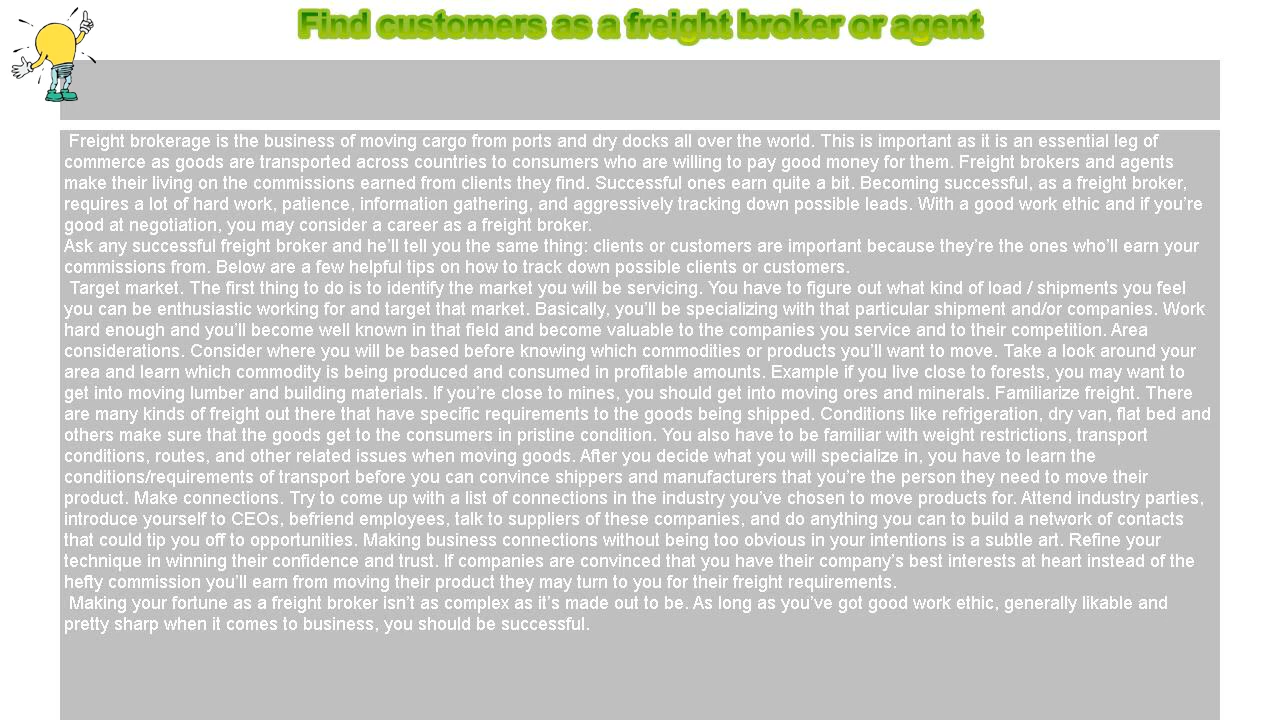 Find customers as a freight broker or agent
Freight brokerage is the business of moving cargo from ports and dry docks all over the world. This is important as it is an essential leg of
commerce as goods are transported across countries to consumers who are willing to pay good money for them. Freight brokers and agents
make their living on the commissions earned from clients they find. Successful ones earn quite a bit. Becoming successful, as a freight broker,
requires a lot of hard work, patience, information gathering, and aggressively tracking down possible leads. With a good work ethic and if you’re
good at negotiation, you may consider a career as a freight broker.
Ask any successful freight broker and he’ll tell you the same thing: clients or customers are important because they’re the ones who’ll earn your
commissions from. Below are a few helpful tips on how to track down possible clients or customers.
Target market. The first thing to do is to identify the market you will be servicing. You have to figure out what kind of load / shipments you feel
you can be enthusiastic working for and target that market. Basically, you’ll be specializing with that particular shipment and/or companies. Work
hard enough and you’ll become well known in that field and become valuable to the companies you service and to their competition. Area
considerations. Consider where you will be based before knowing which commodities or products you’ll want to move. Take a look around your
area and learn which commodity is being produced and consumed in profitable amounts. Example if you live close to forests, you may want to
get into moving lumber and building materials. If you’re close to mines, you should get into moving ores and minerals. Familiarize freight. There
are many kinds of freight out there that have specific requirements to the goods being shipped. Conditions like refrigeration, dry van, flat bed and
others make sure that the goods get to the consumers in pristine condition. You also have to be familiar with weight restrictions, transport
conditions, routes, and other related issues when moving goods. After you decide what you will specialize in, you have to learn the
conditions/requirements of transport before you can convince shippers and manufacturers that you’re the person they need to move their
product. Make connections. Try to come up with a list of connections in the industry you’ve chosen to move products for. Attend industry parties,
introduce yourself to CEOs, befriend employees, talk to suppliers of these companies, and do anything you can to build a network of contacts
that could tip you off to opportunities. Making business connections without being too obvious in your intentions is a subtle art. Refine your
technique in winning their confidence and trust. If companies are convinced that you have their company’s best interests at heart instead of the
hefty commission you’ll earn from moving their product they may turn to you for their freight requirements.
Making your fortune as a freight broker isn’t as complex as it’s made out to be. As long as you’ve got good work ethic, generally likable and
pretty sharp when it comes to business, you should be successful.